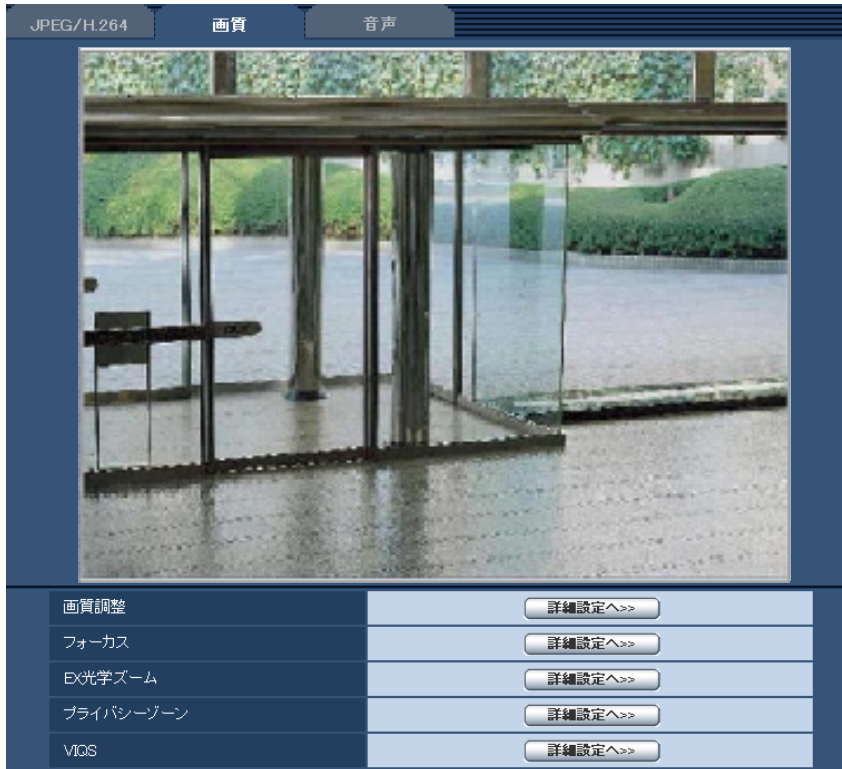 JPEG/H.264
画質
音声
画質調整
詳細設定へ>>
フォーカス
詳細設定へ>>
EX光学ズーム
詳細設定へ>>
プライバシーゾーン
詳細設定へ>>
VIQS
詳細設定へ>>